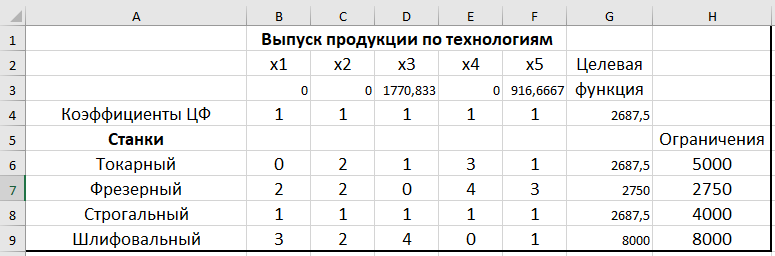 A B C D E F G H
1 Выпуск продукции по технологиям
2 x1 x2 x3 x4 x5 Целевая
3 0 0 1770,833 0 916,6667 функция
4 Коэффициенты ЦФ 1 1 1 1 1 2687,5
5 Станки Ограничения
6 Токарный 0 2 1 3 1 2687,5 5000
7 Фрезерный 2 2 0 4 3 2750 2750
8 Строгальный 1 1 1 1 1 2687,5 4000
9 Шлифовальный 3 2 4 0 1 8000 8000